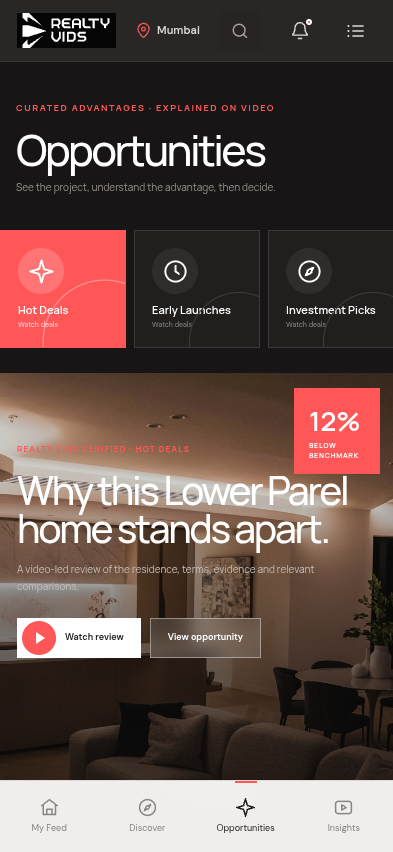 REALTY
VIDS
Mumbai
CURATED ADVANTAGES · EXPLAINED ON VIDEO
Opportunities
See the project, understand the advantage, then decide.
Hot Deals
Watch deals
Early Launches
Watch deals
Investment Picks
Watch deals
12%
BELOW
BENCHMARK
REALTYVIDS VERIFIED · HOT DEALS
Why this Lower Parel
home stands apart.
A video-led review of the residence, terms, evidence and relevant
comparisons.
Watch review
View opportunity
My Feed
Discover
Opportunities
Insights